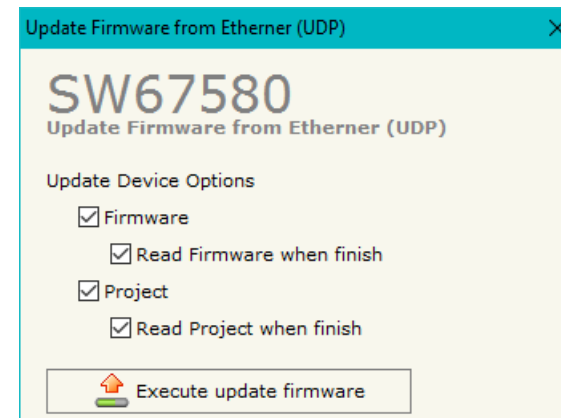 Update Firmware from Etherner (UDP)
SW67580
Update Firmware from Etherner (UDP)
Update Device Options
Firmware
Read Firmware when finish
Project
Read Project when finish
Execute update firmware